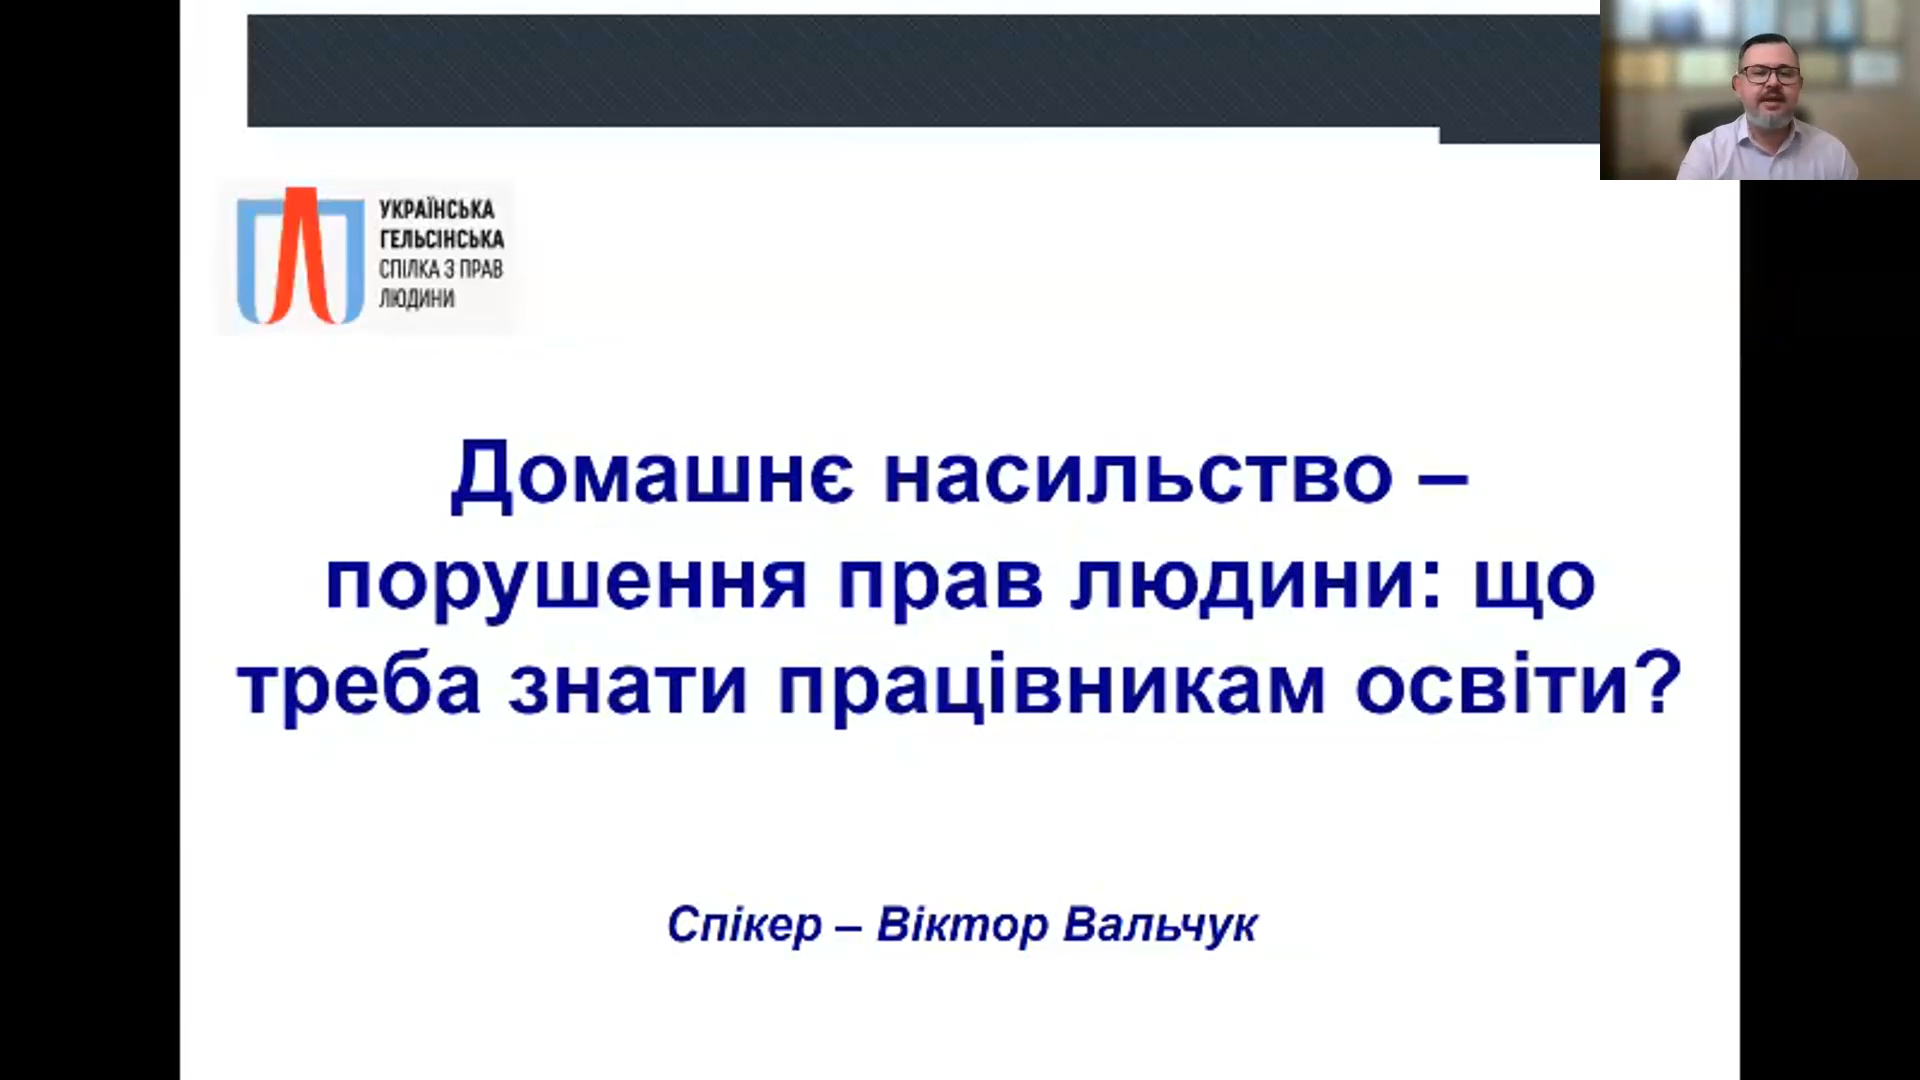 УКРАЇНСЬКА
ГЕЛЬСІНСЬКА
СПІЛКА З ПРАВ
ЛЮДИНИ
Домашнє насильство –
порушення прав людини: що
треба знати працівникам освіти?
Спікер – Віктор Вальчук